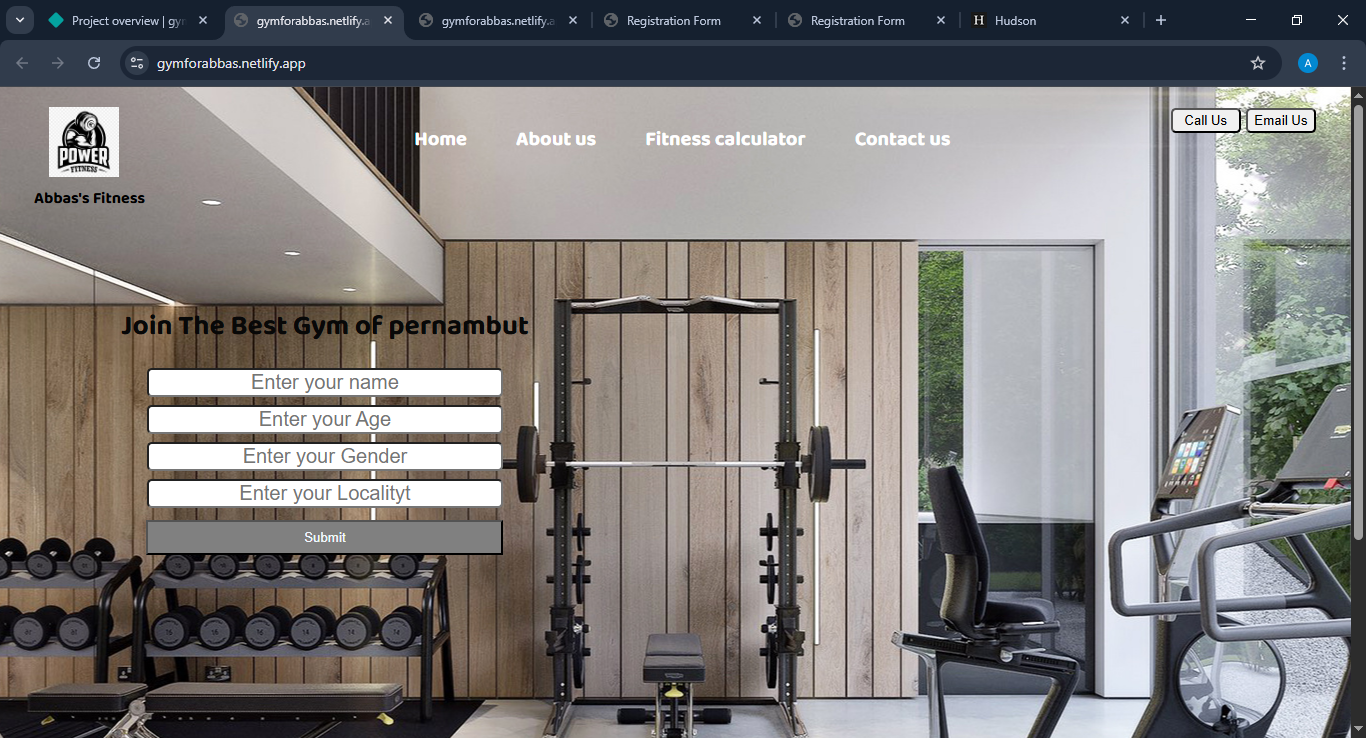 Project overview | gy
gymforabbas.netlify.a
gymforabbas.netlify.a
Registration Form
Registration Form
H Hudson
gymforabbas.netlify.app
A
POWER
FITNESS
Abbas's Fitness
Home About us Fitness calculator Contact us
Call Us Email Us
Join The Best Gym of pernambut
Enter your name
Enter your Age
Enter your Gender
Enter your Localityt
Submit